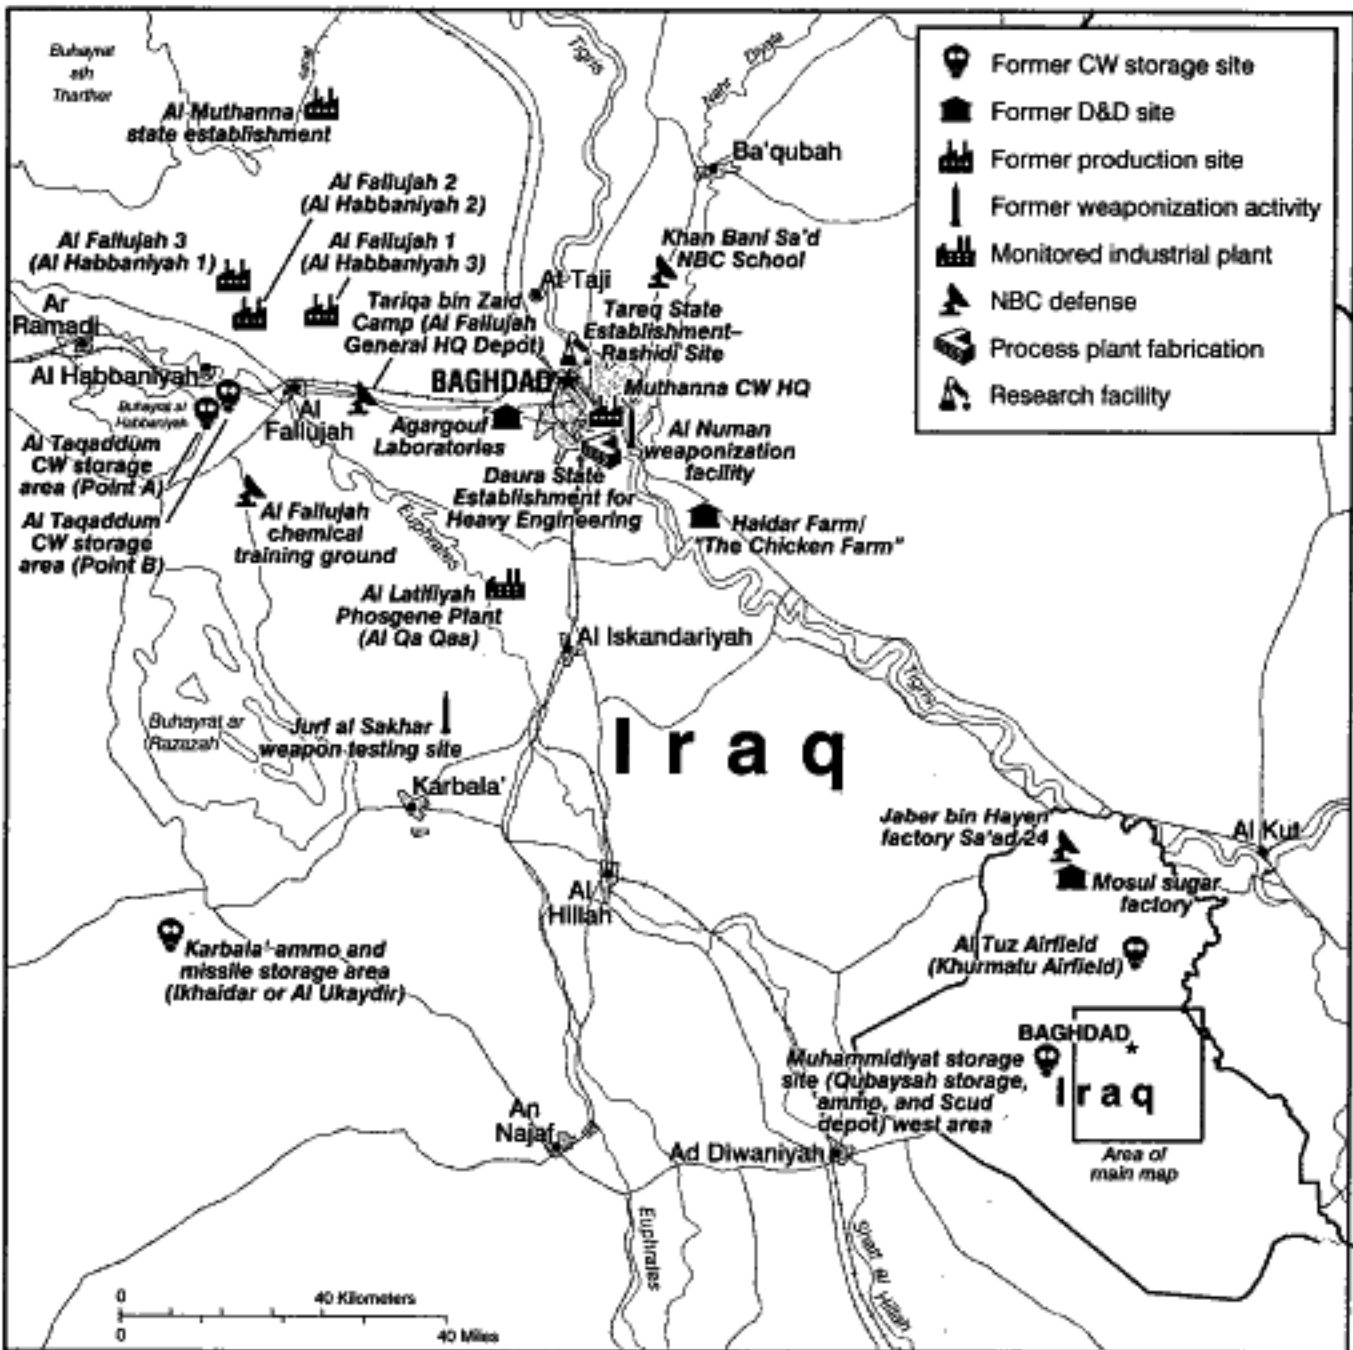 Buhayrat
ath
Tharther
Canal
Al Muthanna
state establishment
Tigris
Nahr Diyala
Ba'qubah
Former CW storage site
Former D&D site
Former production site
Former weaponization activity
Monitored industrial plant
NBC defense
Process plant fabrication
Research facility
Al Fallujah 2
(Al Habbaniyah 2)
Al Fallujah 3
(Al Habbaniyah 1)
Al Fallujah 1
(Al Habbaniyah 3)
Khan Bani Sa'd
NBC School
At Taji
Ar
Ramadi
Tariqa bin Zaid
Camp (Al Fallujah
General HQ Depot)
Tareq State
Establishment–
Rashidi Site
Al Habbaniyah
BAGHDAD
Muthanna CW HQ
Buhayrat al
Habbaniyah
Al
Fallujah
Agargouf
Laboratories
Al Numan
weaponization
facility
Al Taqaddum
CW storage
area (Point A)
Daura State
Establishment for
Heavy Engineering
Al Taqaddum
CW storage
area (Point B)
Al Fallujah
chemical
training ground
Euphrates
Haidar Farm/
"The Chicken Farm"
Al Latifiyah
Phosgene Plant
(Al Qa Qaa)
Al Iskandariyah
Tigris
Buhayrat ar
Razazah
Jurf al Sakhar
weapon testing site
Iraq
Karbala'
Jaber bin Hayen
factory Sa'ad 24
Al Kut
Mosul sugar
factory
Al
Hillah
Karbala' ammo and
missile storage area
(Ikhaidar or Al Ukaydir)
Al Tuz Airfield
(Khurmatu Airfield)
BAGHDAD
Iraq
Area of
main map
Muhammidiyat storage
site (Qubaysah storage,
ammo, and Scud
depot) west area
An
Najaf
Ad Diwaniyah
Euphrates
Shatt al Hillah
0 40 Kilometers
0 40 Miles